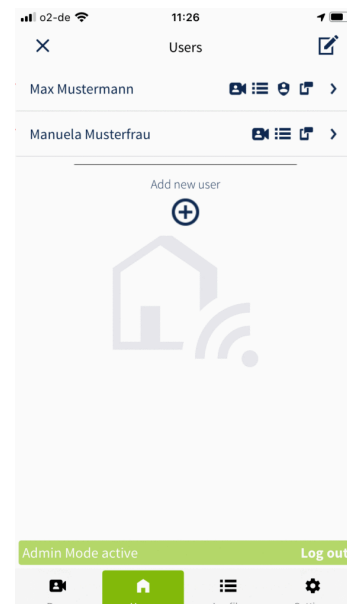 o2-de 11:26
Users
Max Mustermann
Manuela Musterfrau
Add new user
Admin Mode active Log out